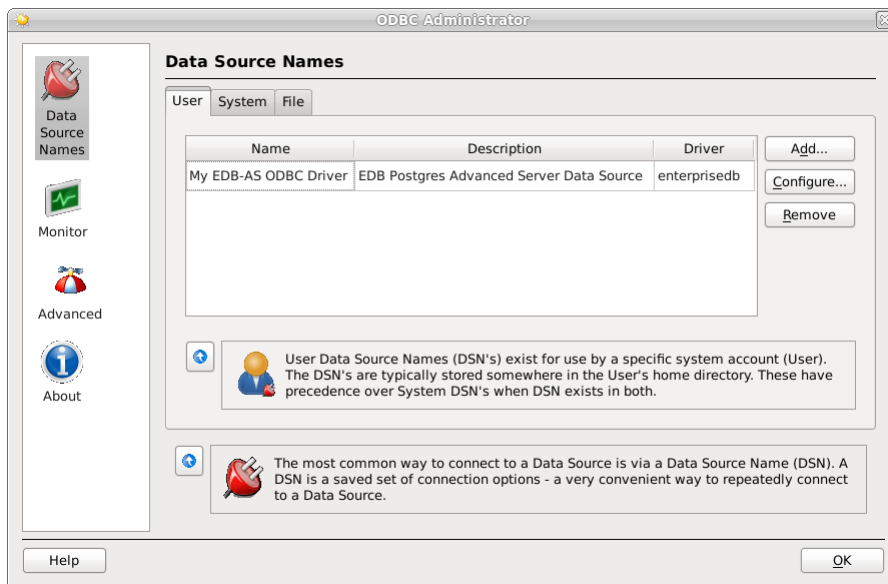 ODBC Administrator
Data
Source
Names
Monitor
Advanced
About
Data Source Names
User System File
Name Description Driver
My EDB-AS ODBC Driver EDB Postgres Advanced Server Data Source enterprisedb
Add...
Configure...
Remove
User Data Source Names (DSN's) exist for use by a specific system account (User).
The DSN's are typically stored somewhere in the User's home directory. These have
precedence over System DSN's when DSN exists in both.
The most common way to connect to a Data Source is via a Data Source Name (DSN). A
DSN is a saved set of connection options - a very convenient way to repeatedly connect
to a Data Source.
Help OK